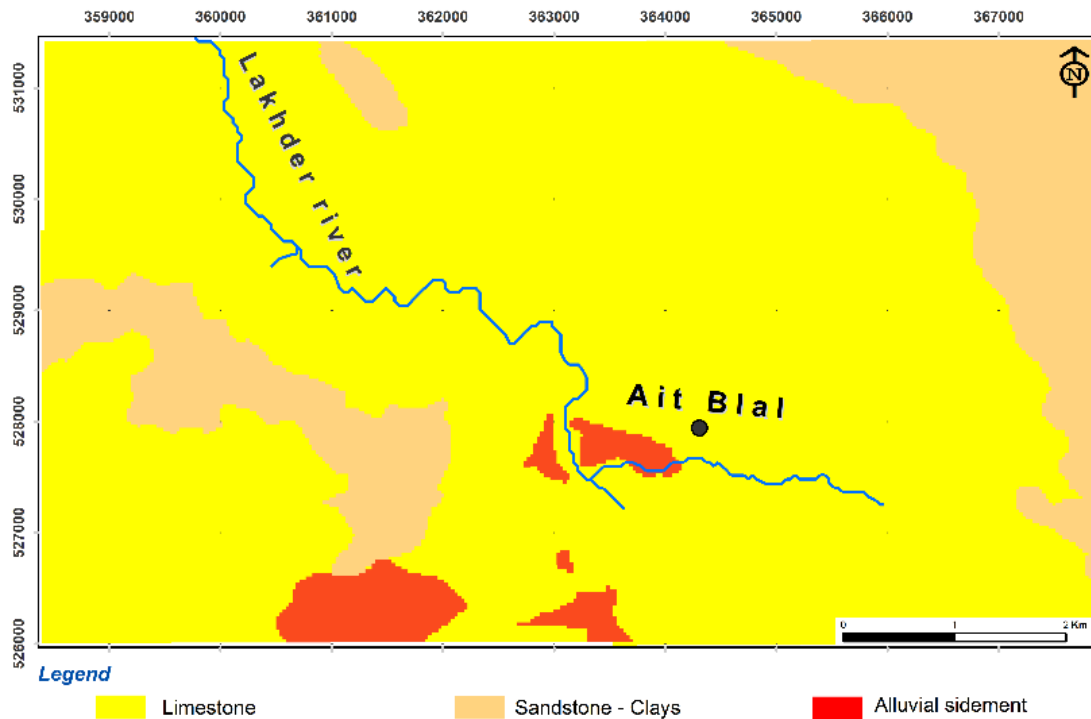 359000 360000 361000 362000 363000 364000 365000 366000 367000
N
531000
530000
529000
528000
527000
526000
Lakhder river
Ait Blal
0 1 2 Km
Legend
Limestone
Sandstone - Clays
Alluvial sidement